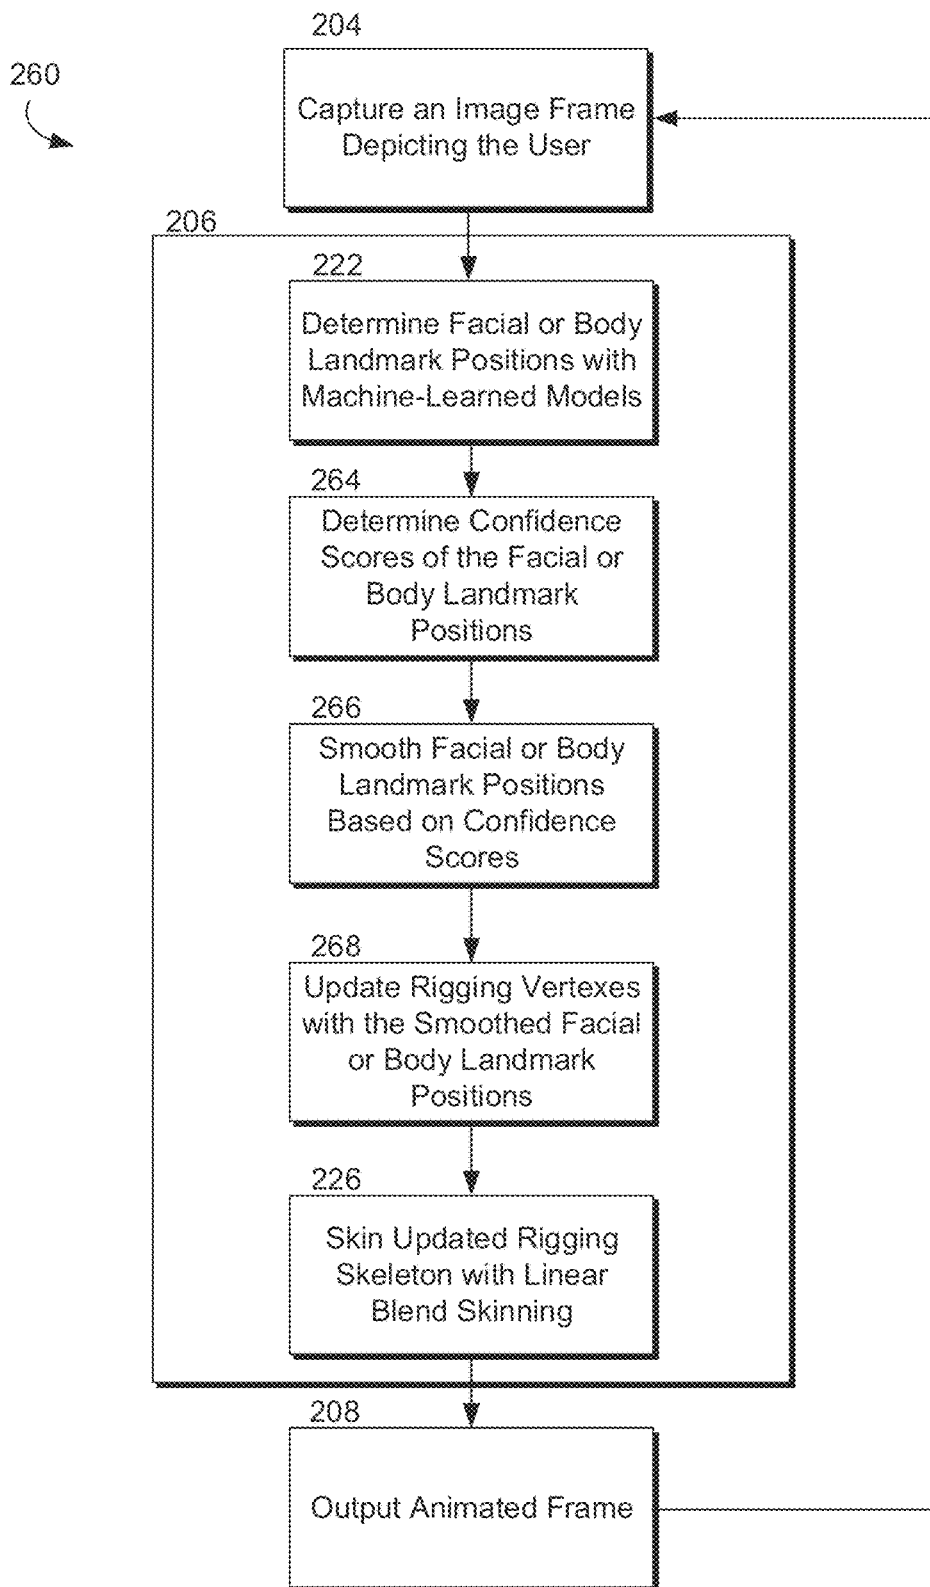 204
260
Capture an Image Frame
Depicting the User
206
222
Determine Facial or Body
Landmark Positions with
Machine-Learned Models
264
Determine Confidence
Scores of the Facial or
Body Landmark
Positions
266
Smooth Facial or Body
Landmark Positions
Based on Confidence
Scores
268
Update Rigging Vertexes
with the Smoothed Facial
or Body Landmark
Positions
226
Skin Updated Rigging
Skeleton with Linear
Blend Skinning
208
Output Animated Frame